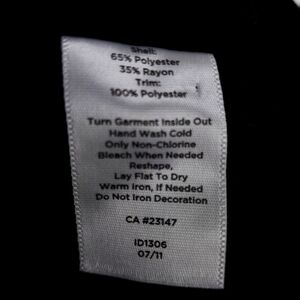 Shell:
65% Polyester
35% Rayon
Trim:
100% Polyester
Turn Garment Inside Out
Hand Wash Cold
Only Non-Chlorine
Bleach When Needed
Reshape,
Lay Flat To Dry
Warm Iron, If Needed
Do Not Iron Decoration
CA #23147
ID1306
07/11